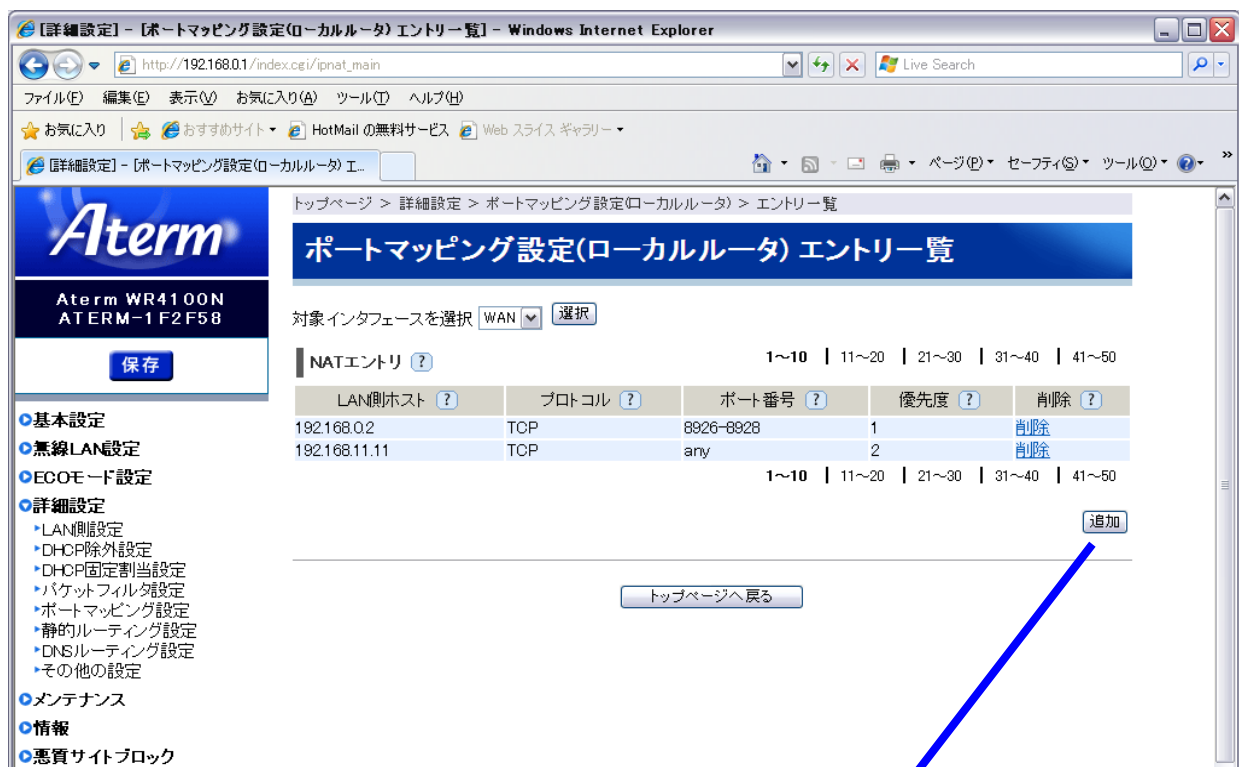 [詳細設定] - [ポートマッピング設定(ローカルルータ) エントリ一覧] - Windows Internet Explorer
http://192.168.0.1/index.cgi/ipnat_main
Live Search
ファイル(F) 編集(E) 表示(V) お気に入り(A) ツール(T) ヘルプ(H)
お気に入り おすすめサイト HotMail の無料サービス Web スライス ギャラリー
[詳細設定] - [ポートマッピング設定(ローカルルータ) エ... ページ(P) セーフティ(S) ツール(O) »
トップページ > 詳細設定 > ポートマッピング設定(ローカルルータ) > エントリ一覧
Aterm
ポートマッピング設定(ローカルルータ) エントリ一覧
Aterm WR4100N
ATERM-1F2F58
保存
対象インタフェースを選択 WAN 選択
NATエントリ ? 1～10 | 11～20 | 21～30 | 31～40 | 41～50
LAN側ホスト ? プロトコル ? ポート番号 ? 優先度 ? 削除 ?
192.168.0.2 TCP 8926-8928 1 削除
192.168.11.11 TCP any 2 削除
1～10 | 11～20 | 21～30 | 31～40 | 41～50
追加
トップページへ戻る
基本設定
無線LAN設定
ECOモード設定
詳細設定
LAN側設定
DHCP除外設定
DHCP固定割当設定
パケットフィルタ設定
ポートマッピング設定
静的ルーティング設定
DNSルーティング設定
その他の設定
メンテナンス
情報
悪質サイトブロック